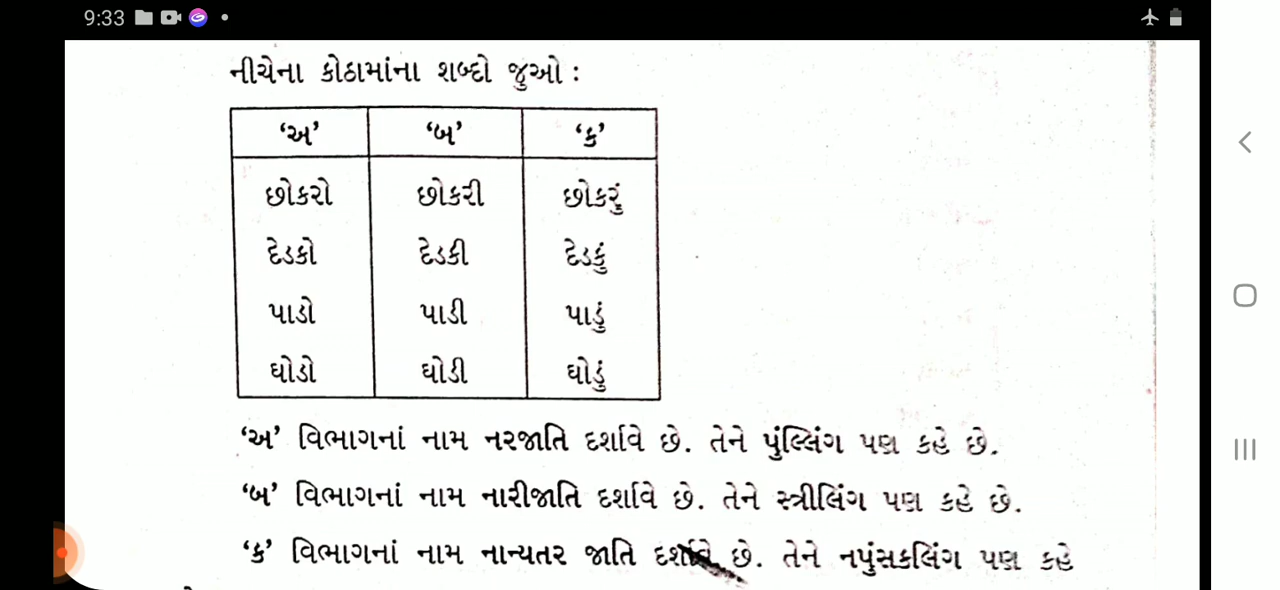 9:33
નીચેના કોઠામાંના શબ્દો જુઓ :
‘અ’ ‘બ’ ‘ક’
છોકરો છોકરી છોકરું
દેડકો દેડકી દેડકું
પાડો પાડી પાડું
ઘોડો ઘોડી ઘોડું
‘અ’ વિભાગનાં નામ નરજાતિ દર્શાવે છે. તેને પુંલ્લિંગ પણ કહે છે.
‘બ’ વિભાગનાં નામ નારીજાતિ દર્શાવે છે. તેને સ્ત્રીલિંગ પણ કહે છે.
‘ક’ વિભાગનાં નામ નાન્યતર જાતિ દર્શાવે છે. તેને નપુંસકલિંગ પણ કહે